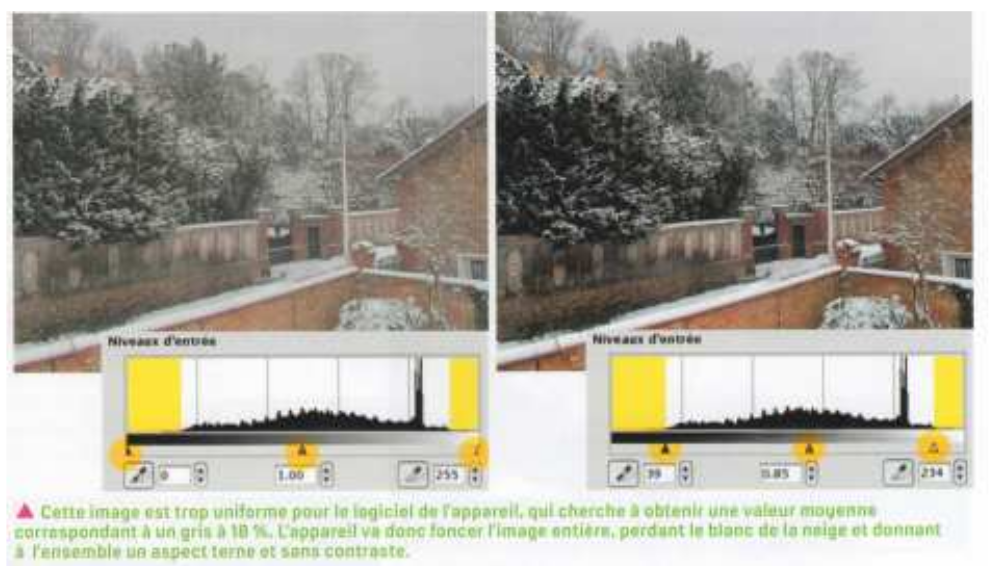 Niveaux d'entrée
0 1.00 255
Niveaux d'entrée
39 0.85 234
Cette image est trop uniforme pour le logiciel de l'appareil, qui cherche à obtenir une valeur moyenne
correspondant à un gris à 18 %. L'appareil va donc foncer l'image entière, perdant le blanc de la neige et donnant
à l'ensemble un aspect terne et sans contraste.